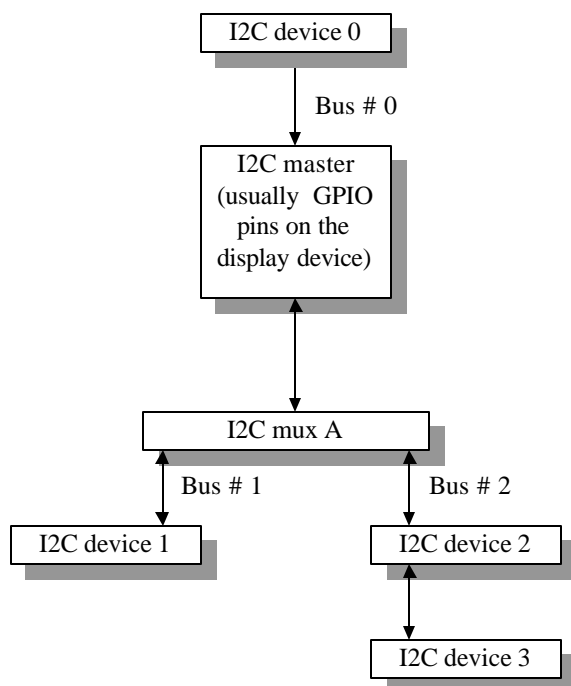 I2C device 0
Bus # 0
I2C master
(usually GPIO
pins on the
display device)
I2C mux A
Bus # 1
Bus # 2
I2C device 1
I2C device 2
I2C device 3